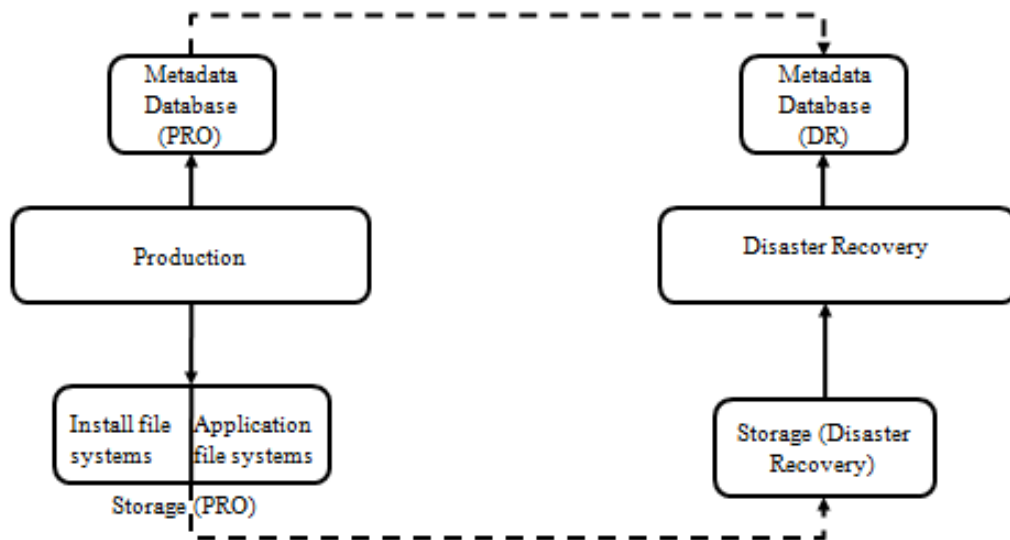 Metadata
Database
(PRO)
Metadata
Database
(DR)
Production
Disaster Recovery
Install file
systems
Application
file systems
Storage (PRO)
Storage (Disaster
Recovery)